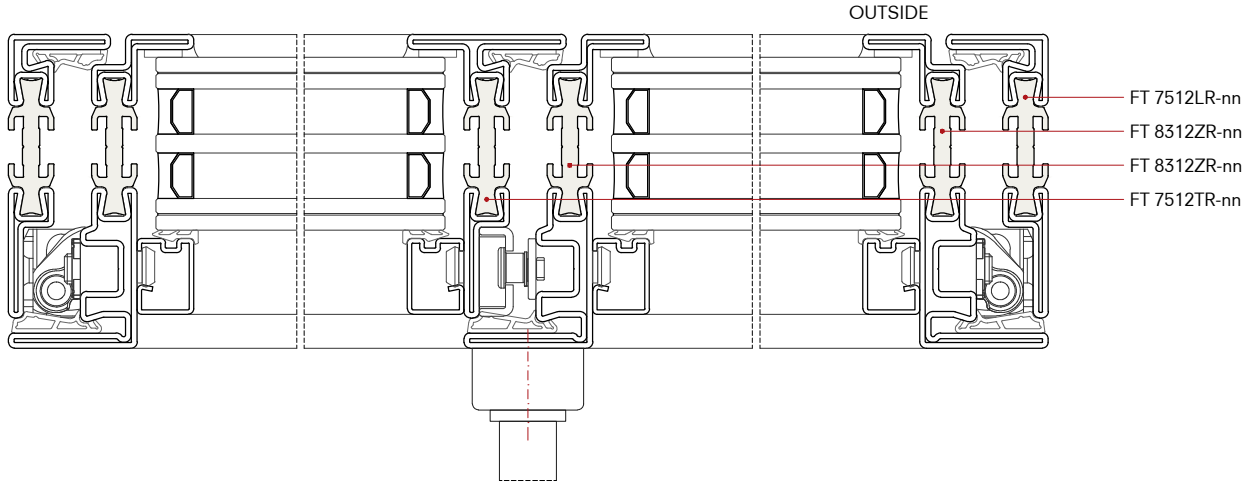 OUTSIDE
FT 7512LR-nn
FT 8312ZR-nn
FT 8312ZR-nn
FT 7512TR-nn